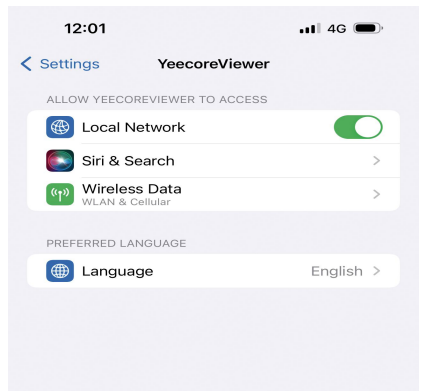 12:01
4G
Settings
YeecoreViewer
ALLOW YEECOREVIEWER TO ACCESS
Local Network
Siri & Search
Wireless Data
WLAN & Cellular
PREFERRED LANGUAGE
Language
English